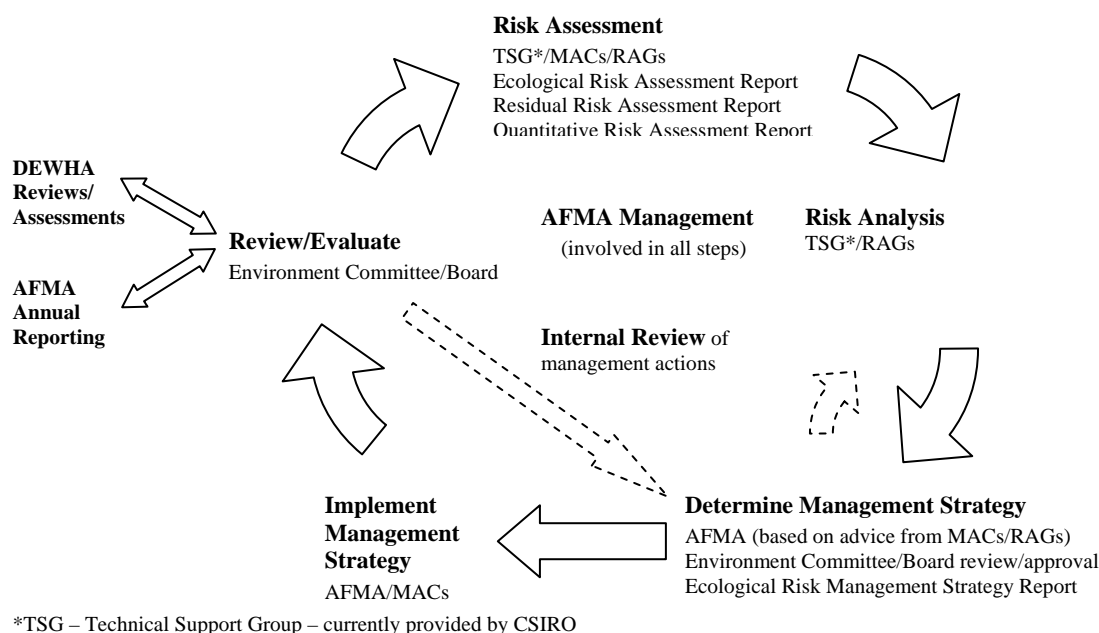 Risk Assessment
TSG*/MACs/RAGs
Ecological Risk Assessment Report
Residual Risk Assessment Report
Quantitative Risk Assessment Report
DEWHA
Reviews/
Assessments
AFMA Management
(involved in all steps)
Risk Analysis
TSG*/RAGs
Review/Evaluate
Environment Committee/Board
AFMA
Annual
Reporting
Internal Review of
management actions
Implement
Management
Strategy
AFMA/MACs
Determine Management Strategy
AFMA (based on advice from MACs/RAGs)
Environment Committee/Board review/approval
Ecological Risk Management Strategy Report
*TSG – Technical Support Group – currently provided by CSIRO